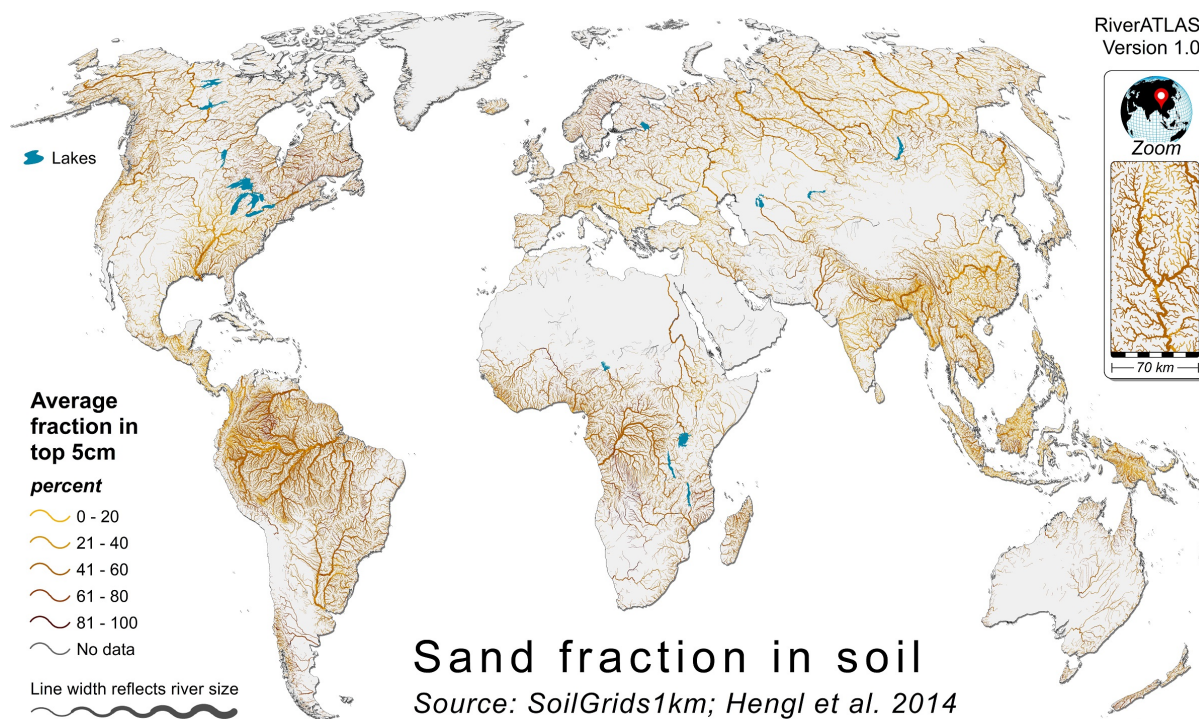 RiverATLAS
Version 1.0
Zoom
70 km
Lakes
Average
fraction in
top 5cm
percent
0 - 20
21 - 40
41 - 60
61 - 80
81 - 100
No data
Line width reflects river size
Sand fraction in soil
Source: SoilGrids1km; Hengl et al. 2014